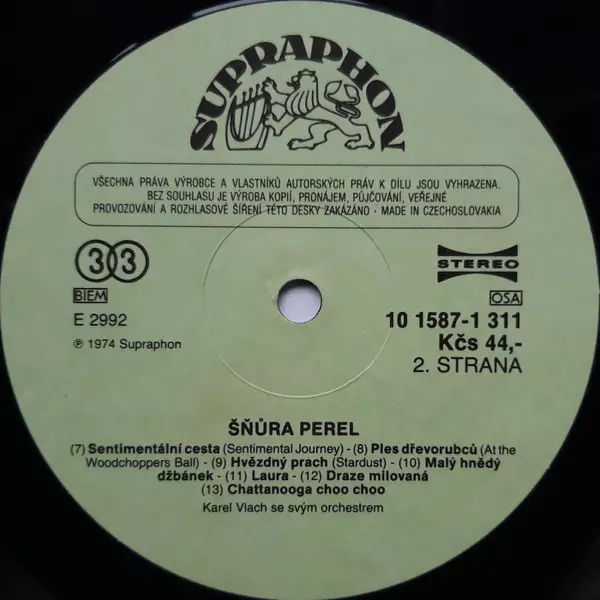 SUPRAPHON
VŠECHNA PRÁVA VÝROBCE A VLASTNÍKŮ AUTORSKÝCH PRÁV K DÍLU JSOU VYHRAZENA.
BEZ SOUHLASU JE VÝROBA KOPIÍ, PRONÁJEM, PŮJČOVÁNÍ, VEŘEJNÉ
PROVOZOVÁNÍ A ROZHLASOVÉ ŠÍŘENÍ TÉTO DESKY ZAKÁZÁNO · MADE IN CZECHOSLOVAKIA
33
STEREO
BIEM
OSA
E 2992
10 1587-1 311
℗ 1974 Supraphon
Kčs 44,-
2. STRANA
ŠŇŮRA PEREL
(7) Sentimentální cesta (Sentimental Journey) - (8) Ples dřevorubců (At the
Woodchoppers Ball) - (9) Hvězdný prach (Stardust) - (10) Malý hnědý
džbánek - (11) Laura - (12) Draze milovaná
(13) Chattanooga choo choo
Karel Vlach se svým orchestrem